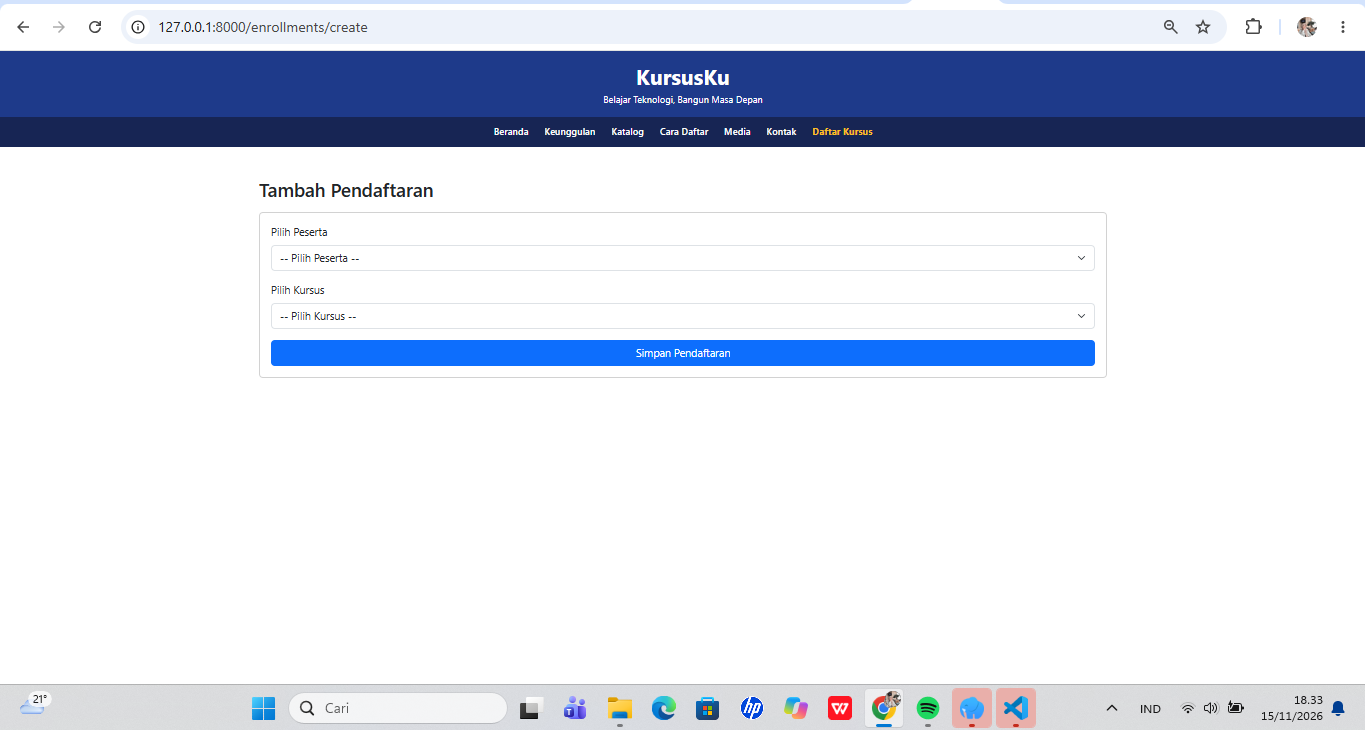 127.0.0.1:8000/enrollments/create
KursusKu
Belajar Teknologi, Bangun Masa Depan
Beranda Keunggulan Katalog Cara Daftar Media Kontak Daftar Kursus
Tambah Pendaftaran
Pilih Peserta
-- Pilih Peserta --
Pilih Kursus
-- Pilih Kursus --
Simpan Pendaftaran
21°
Cari
IND
18.33
15/11/2026